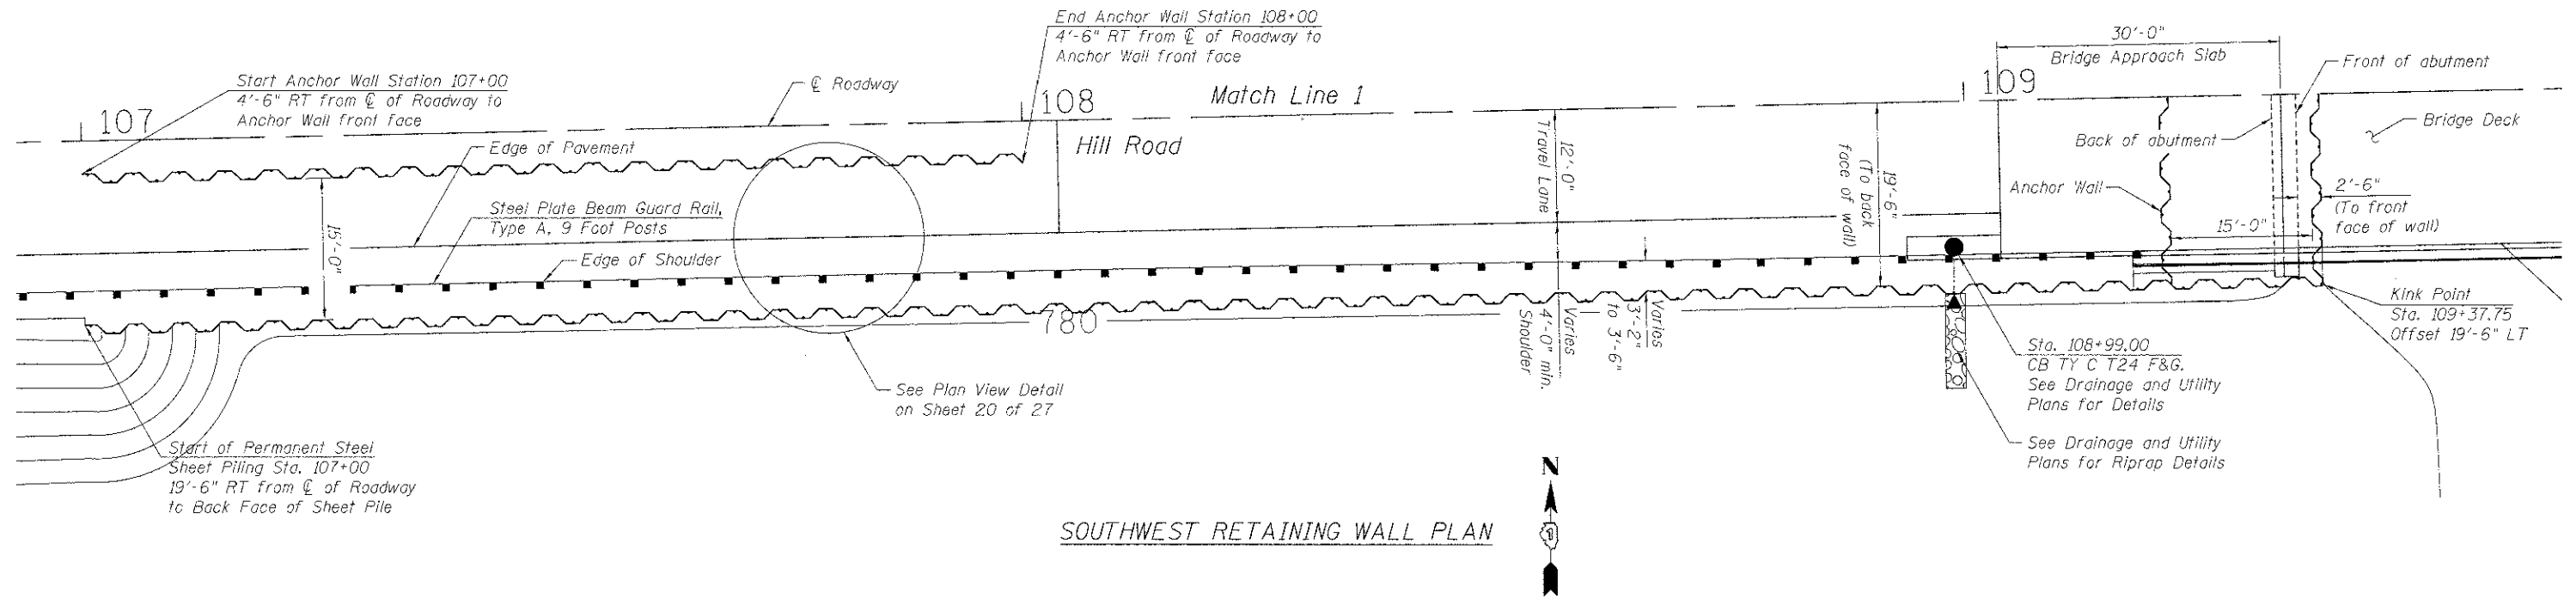 End Anchor Wall Station 108+00
4'-6" RT from ℄ of Roadway to
Anchor Wall front face
Start Anchor Wall Station 107+00
4'-6" RT from ℄ of Roadway to
Anchor Wall front face
℄ Roadway
30'-0"
Bridge Approach Slab
Front of abutment
107
108
Match Line 1
109
Bridge Deck
Edge of Pavement
Hill Road
Back of abutment
Steel Plate Beam Guard Rail,
Type A, 9 Foot Posts
Edge of Shoulder
15'-0"
12'-0"
Travel Lane
19'-6"
(To back
face of wall)
Anchor Wall
15'-0"
2'-6"
(To front
face of wall)
780
Varies
4'-0" min.
Shoulder
Varies
3'-2"
to 3'-6"
Kink Point
Sta. 109+37.75
Offset 19'-6" LT
Sta. 108+99.00
CB TY C T24 F&G.
See Drainage and Utility
Plans for Details
See Plan View Detail
on Sheet 20 of 27
See Drainage and Utility
Plans for Riprap Details
Start of Permanent Steel
Sheet Piling Sta. 107+00
19'-6" RT from ℄ of Roadway
to Back Face of Sheet Pile
N
SOUTHWEST RETAINING WALL PLAN